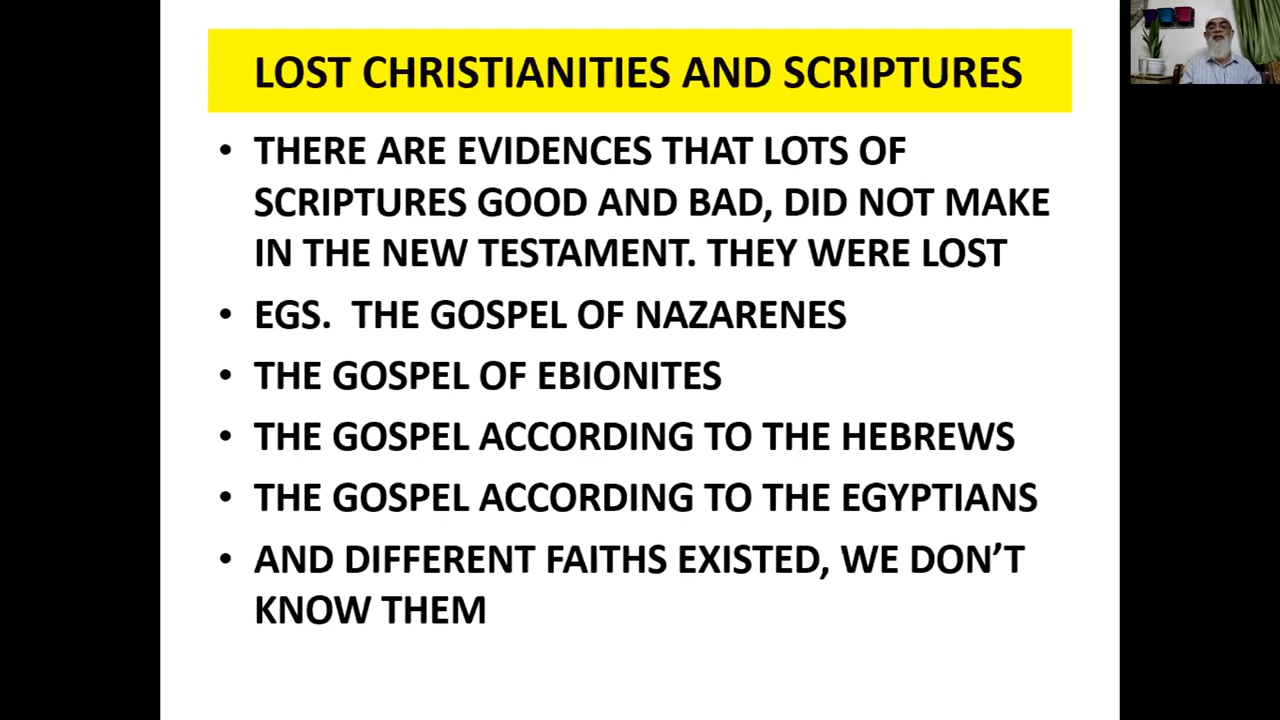 LOST CHRISTIANITIES AND SCRIPTURES
• THERE ARE EVIDENCES THAT LOTS OF
SCRIPTURES GOOD AND BAD, DID NOT MAKE
IN THE NEW TESTAMENT. THEY WERE LOST
• EGS. THE GOSPEL OF NAZARENES
• THE GOSPEL OF EBIONITES
• THE GOSPEL ACCORDING TO THE HEBREWS
• THE GOSPEL ACCORDING TO THE EGYPTIANS
• AND DIFFERENT FAITHS EXISTED, WE DON’T
KNOW THEM